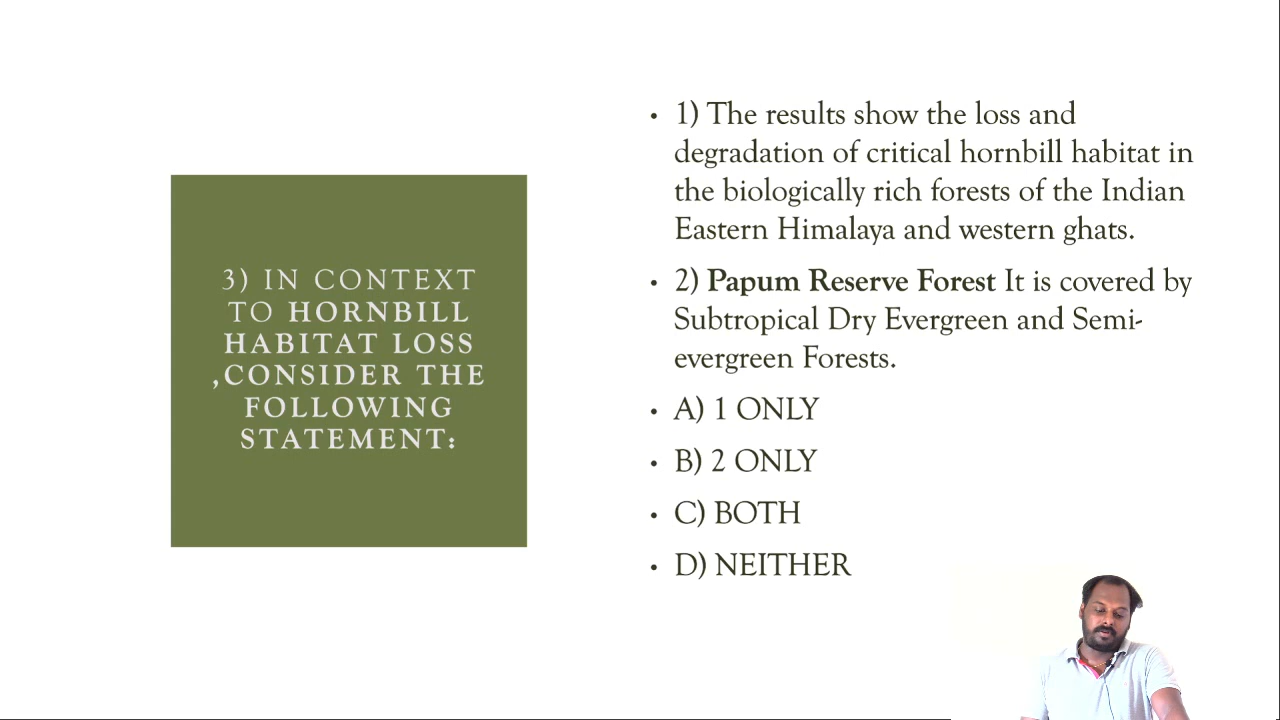 3) IN CONTEXT
TO HORNBILL
HABITAT LOSS
,CONSIDER THE
FOLLOWING
STATEMENT:
• 1) The results show the loss and
degradation of critical hornbill habitat in
the biologically rich forests of the Indian
Eastern Himalaya and western ghats.
• 2) Papum Reserve Forest It is covered by
Subtropical Dry Evergreen and Semi-
evergreen Forests.
• A) 1 ONLY
• B) 2 ONLY
• C) BOTH
• D) NEITHER